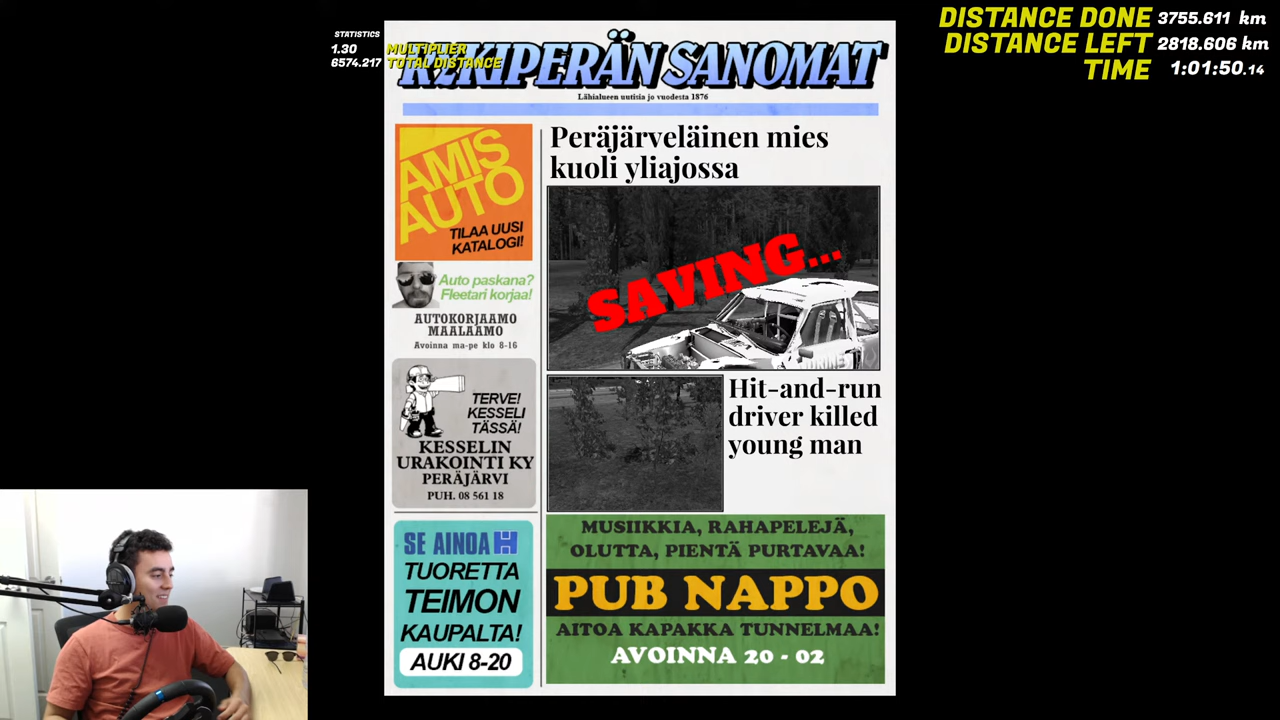 STATISTICS
1.30 MULTIPLIER
6574.217 TOTAL DISTANCE
DISTANCE DONE 3755.611 km
DISTANCE LEFT 2818.606 km
TIME 1:01:50.14
SANOMAT
Lähialueen uutisia jo vuodesta 1876
AMIS
AUTO
TILAA UUSI
KATALOGI!
Auto paskana?
Fleetari korjaa!
AUTOKORJAAMO
MAALAAMO
Avoinna ma-pe klo 8-16
TERVE!
KESSELI
TÄSSÄ!
KESSELIN
URAKOINTI KY
PERÄJÄRVI
PUH. 08 561 18
SE AINOA
TUORETTA
TEIMON
KAUPALTA!
AUKI 8-20
Peräjärveläinen mies
kuoli yliajossa
SAVING...
Hit-and-run
driver killed
young man
MUSIIKKIA, RAHAPELEJÄ,
OLUTTA, PIENTÄ PURTAVAA!
PUB NAPPO
AITOA KAPAKKA TUNNELMAA!
AVOINNA 20 - 02